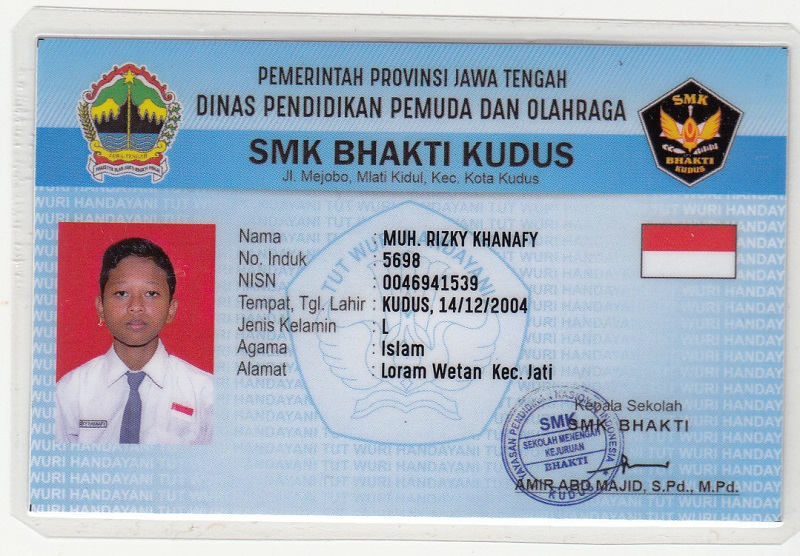 PEMERINTAH PROVINSI JAWA TENGAH
DINAS PENDIDIKAN PEMUDA DAN OLAHRAGA
SMK BHAKTI KUDUS
Jl. Mejobo, Mlati Kidul, Kec. Kota Kudus
JAWA TENGAH
SMK
BHAKTI
KUDUS
Nama : MUH. RIZKY KHANAFY
No. Induk : 5698
NISN : 0046941539
Tempat, Tgl. Lahir : KUDUS, 14/12/2004
Jenis Kelamin : L
Agama : Islam
Alamat : Loram Wetan Kec. Jati
TUT WURI HANDAYANI
Kepala Sekolah
SMK BHAKTI
AMIR ABD MAJID, S.Pd., M.Pd.
YAYASAN PENDIDIKAN NASIONAL INDONESIA
SMK
SEKOLAH MENENGAH
KEJURUAN
BHAKTI
KUDUS